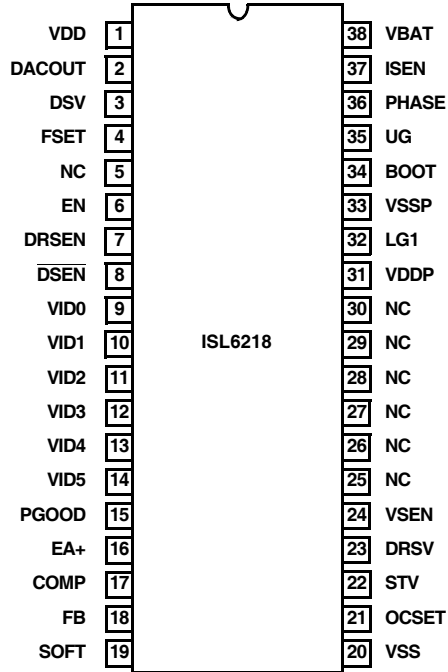 VDD 1 38 VBAT
DACOUT 2 37 ISEN
DSV 3 36 PHASE
FSET 4 35 UG
NC 5 34 BOOT
EN 6 33 VSSP
DRSEN 7 32 LG1
DSEN 8 31 VDDP
VID0 9 30 NC
VID1 10 ISL6218 29 NC
VID2 11 28 NC
VID3 12 27 NC
VID4 13 26 NC
VID5 14 25 NC
PGOOD 15 24 VSEN
EA+ 16 23 DRSV
COMP 17 22 STV
FB 18 21 OCSET
SOFT 19 20 VSS